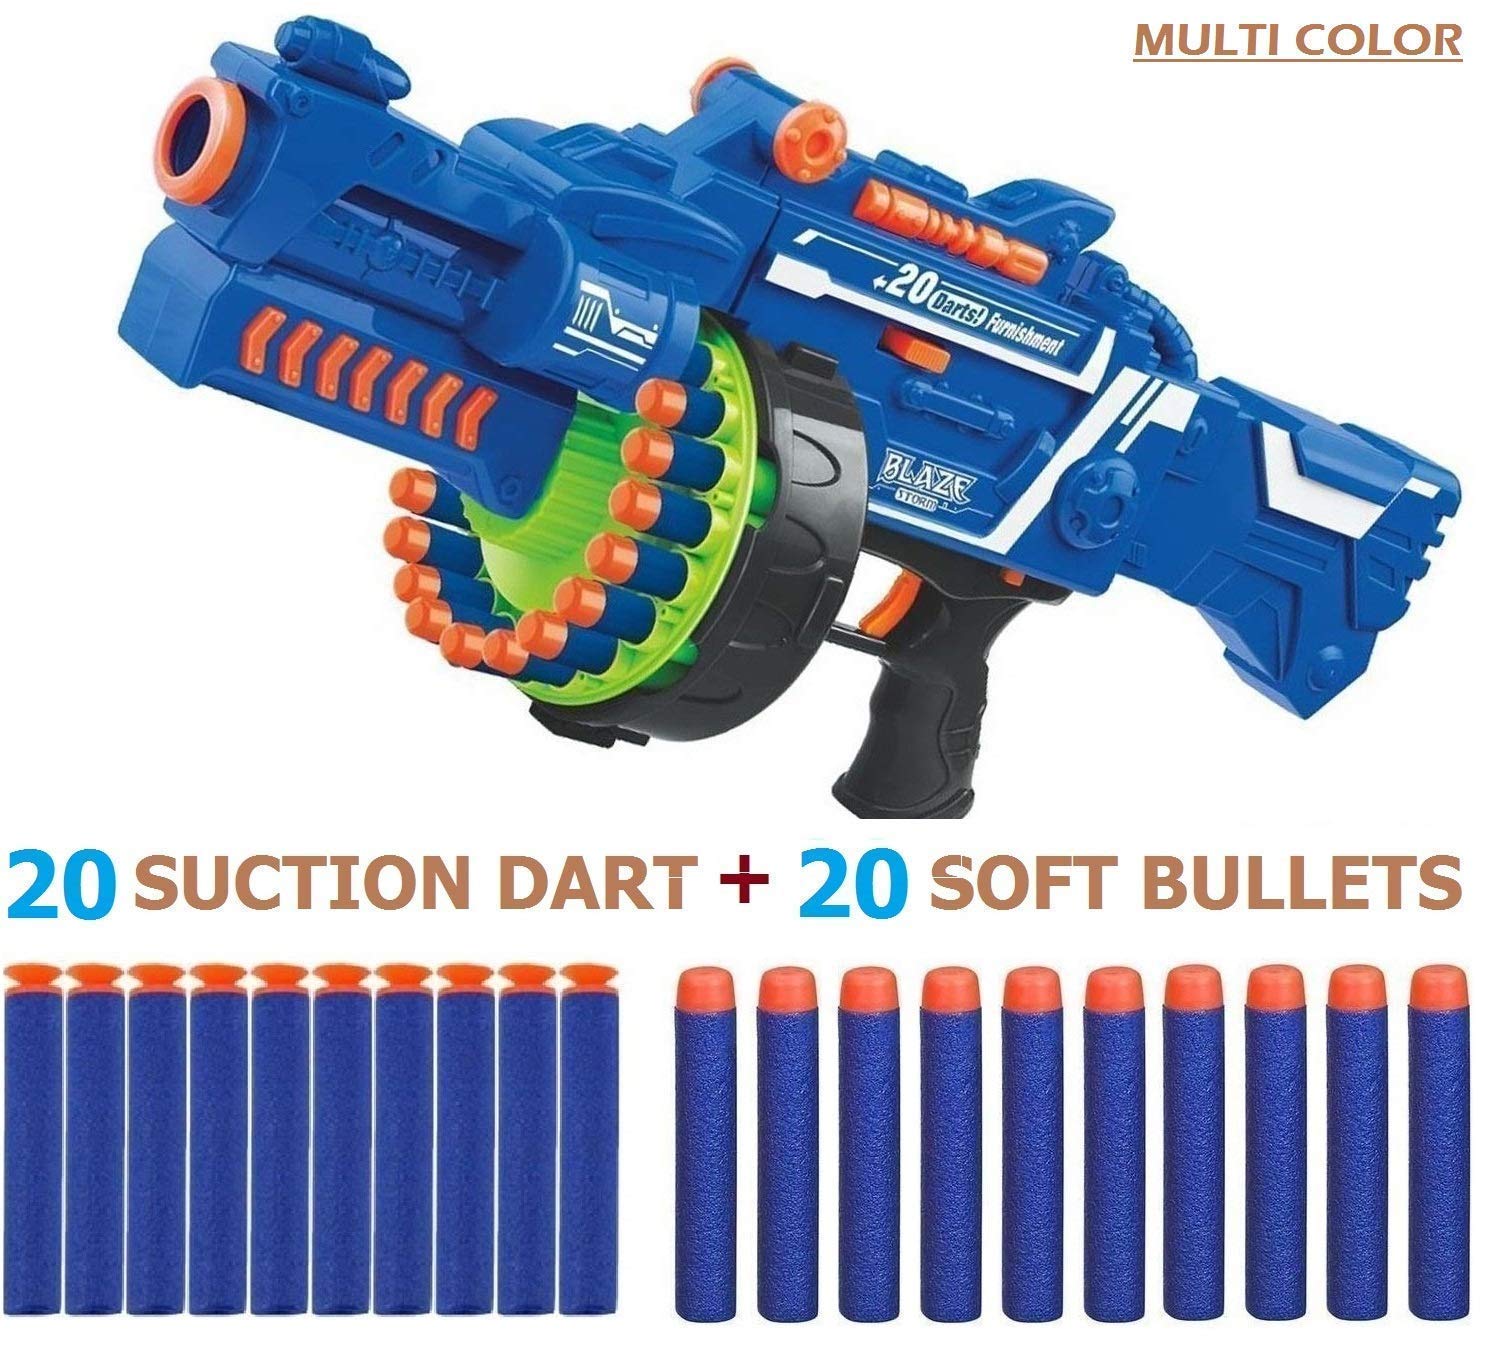 MULTI COLOR
20 Darts! Furnishment
BLAZE
STORM
20 SUCTION DART + 20 SOFT BULLETS